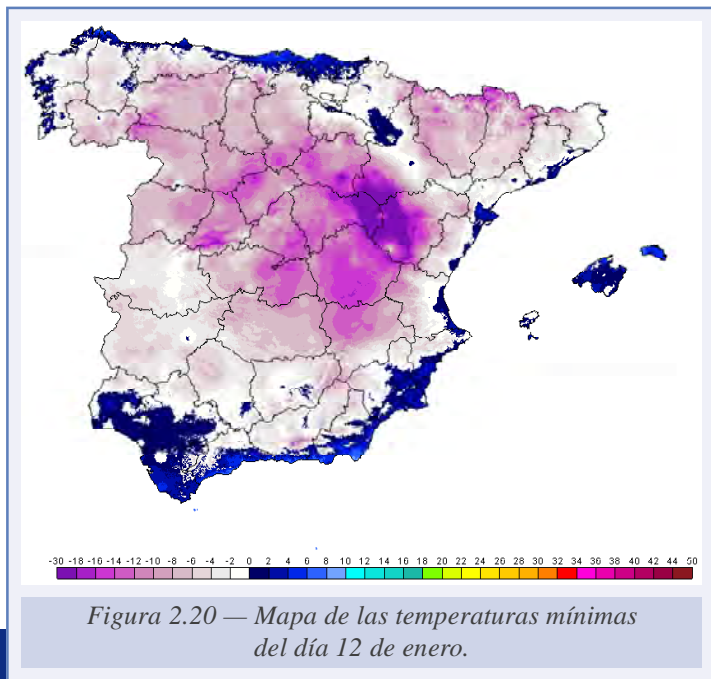 -30 -18 -16 -14 -12 -10 -8 -6 -4 -2 0 2 4 6 8 10 12 14 16 18 20 22 24 26 28 30 32 34 36 38 40 42 44 50
Figura 2.20 — Mapa de las temperaturas mínimas
del día 12 de enero.